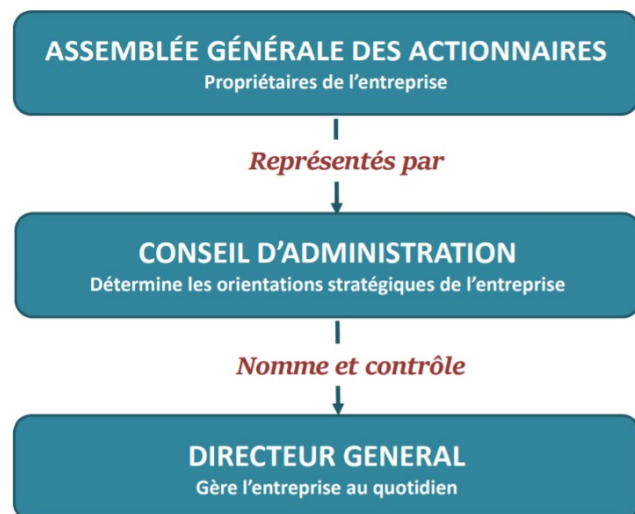 ASSEMBLÉE GÉNÉRALE DES ACTIONNAIRES
Propriétaires de l’entreprise
Représentés par
CONSEIL D’ADMINISTRATION
Détermine les orientations stratégiques de l’entreprise
Nomme et contrôle
DIRECTEUR GENERAL
Gère l’entreprise au quotidien